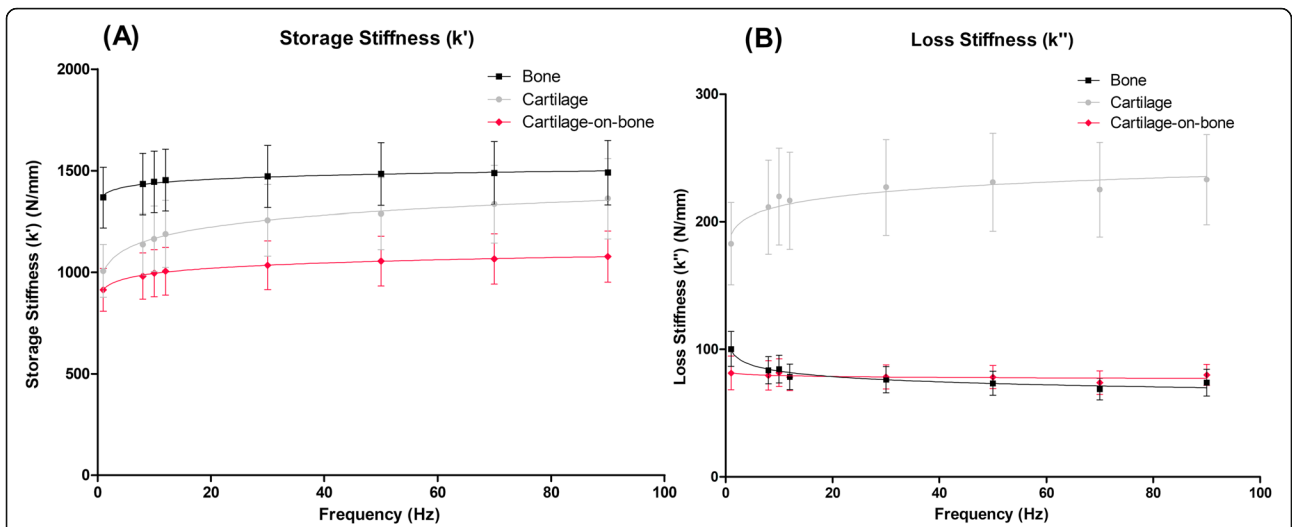 (A)
Storage Stiffness (k')
Bone
Cartilage
Cartilage-on-bone
Storage Stiffness (k') (N/mm)
2000
1500
1000
500
0
0 20 40 60 80 100
Frequency (Hz)
(B)
Loss Stiffness (k'')
Bone
Cartilage
Cartilage-on-bone
Loss Stiffness (k'') (N/mm)
300
200
100
0
0 20 40 60 80 100
Frequency (Hz)